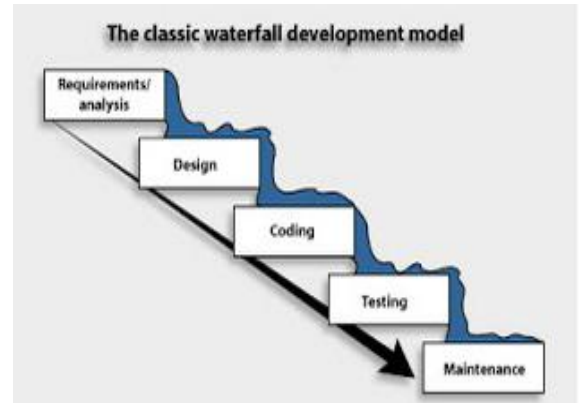 The classic waterfall development model
Requirements/
analysis
Design
Coding
Testing
Maintenance